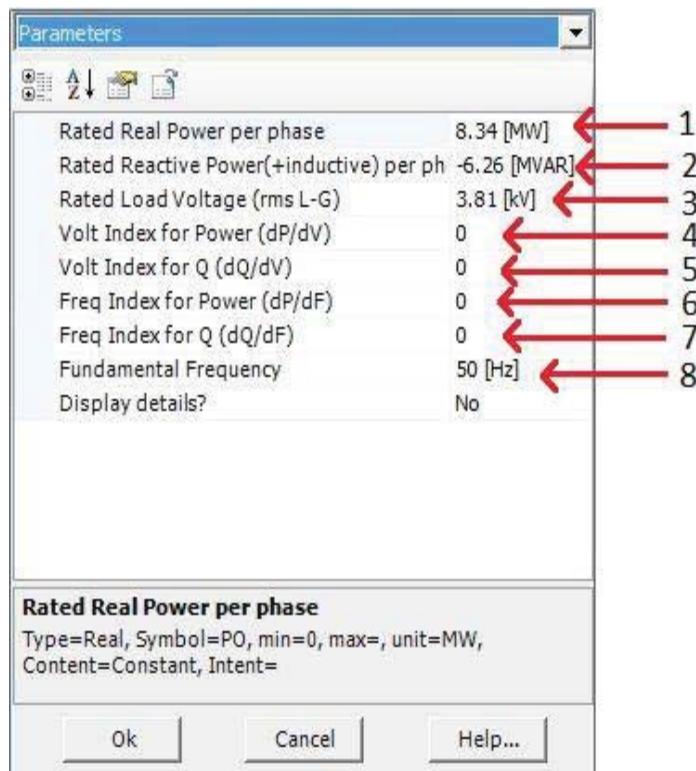 Parameters
A Z
Rated Real Power per phase 8.34 [MW] 1
Rated Reactive Power(+inductive) per ph -6.26 [MVAR] 2
Rated Load Voltage (rms L-G) 3.81 [kV] 3
Volt Index for Power (dP/dV) 0 4
Volt Index for Q (dQ/dV) 0 5
Freq Index for Power (dP/dF) 0 6
Freq Index for Q (dQ/dF) 0 7
Fundamental Frequency 50 [Hz] 8
Display details? No
Rated Real Power per phase
Type=Real, Symbol=PO, min=0, max=, unit=MW,
Content=Constant, Intent=
Ok Cancel Help...